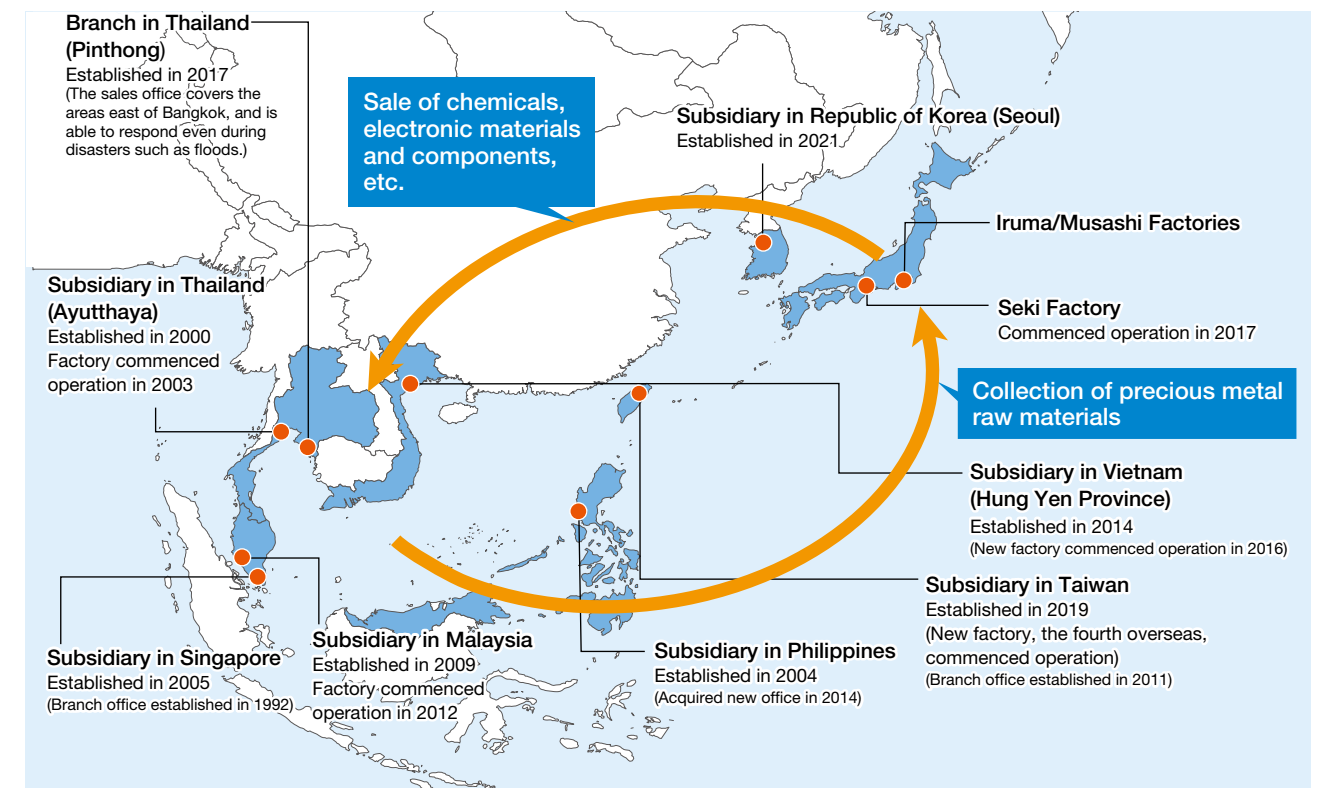 Branch in Thailand
(Pinthong)
Established in 2017
(The sales office covers the
areas east of Bangkok, and is
able to respond even during
disasters such as floods.)
Sale of chemicals,
electronic materials
and components,
etc.
Subsidiary in Republic of Korea (Seoul)
Established in 2021
Iruma/Musashi Factories
Seki Factory
Commenced operation in 2017
Subsidiary in Thailand
(Ayutthaya)
Established in 2000
Factory commenced
operation in 2003
Collection of precious metal
raw materials
Subsidiary in Vietnam
(Hung Yen Province)
Established in 2014
(New factory commenced operation in 2016)
Subsidiary in Taiwan
Established in 2019
(New factory, the fourth overseas,
commenced operation)
(Branch office established in 2011)
Subsidiary in Philippines
Established in 2004
(Acquired new office in 2014)
Subsidiary in Malaysia
Established in 2009
Factory commenced
operation in 2012
Subsidiary in Singapore
Established in 2005
(Branch office established in 1992)